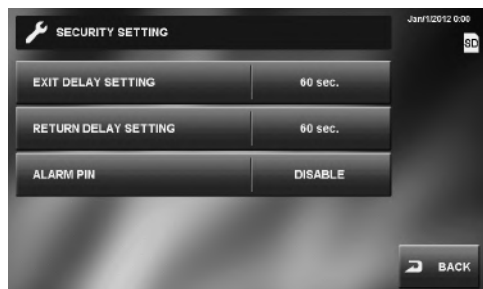 SECURITY SETTING
Jan/1/2012 0:00
SD
EXIT DELAY SETTING 60 sec.
RETURN DELAY SETTING 60 sec.
ALARM PIN DISABLE
BACK